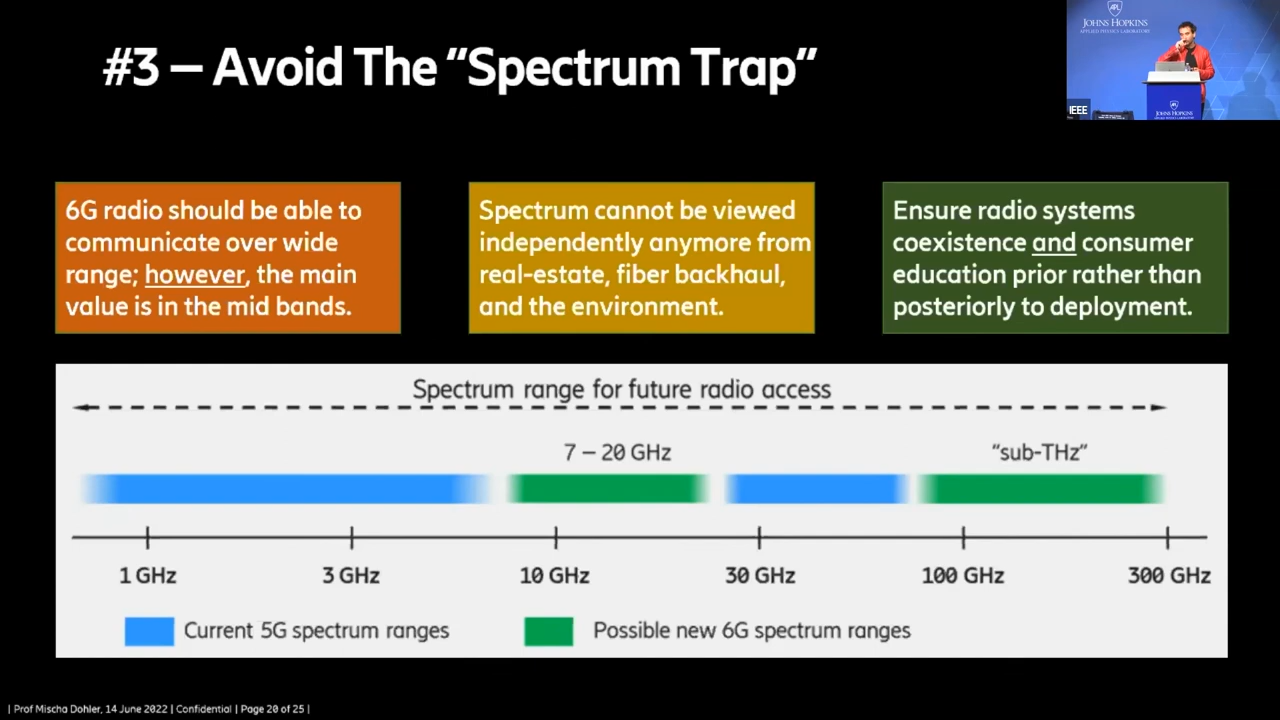 #3 – Avoid The “Spectrum Trap”
APL
JOHNS HOPKINS
APPLIED PHYSICS LABORATORY
IEEE
JOHNS HOPKINS
6G radio should be able to
communicate over wide
range; however, the main
value is in the mid bands.
Spectrum cannot be viewed
independently anymore from
real-estate, fiber backhaul,
and the environment.
Ensure radio systems
coexistence and consumer
education prior rather than
posteriorly to deployment.
Spectrum range for future radio access
7 – 20 GHz
“sub-THz”
1 GHz
3 GHz
10 GHz
30 GHz
100 GHz
300 GHz
Current 5G spectrum ranges
Possible new 6G spectrum ranges
| Prof Mischa Dohler, 14 June 2022 | Confidential | Page 20 of 25 |